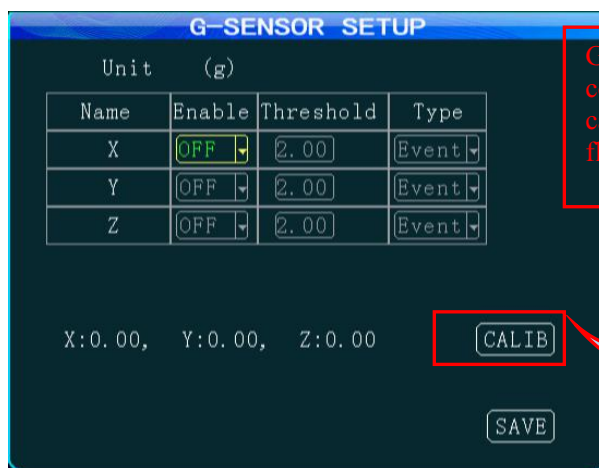 G-SENSOR SETUP
Unit (g)
Name Enable Threshold Type
X OFF 2.00 Event
Y OFF 2.00 Event
Z OFF 2.00 Event
X:0.00, Y:0.00, Z:0.00 CALIB
SAVE